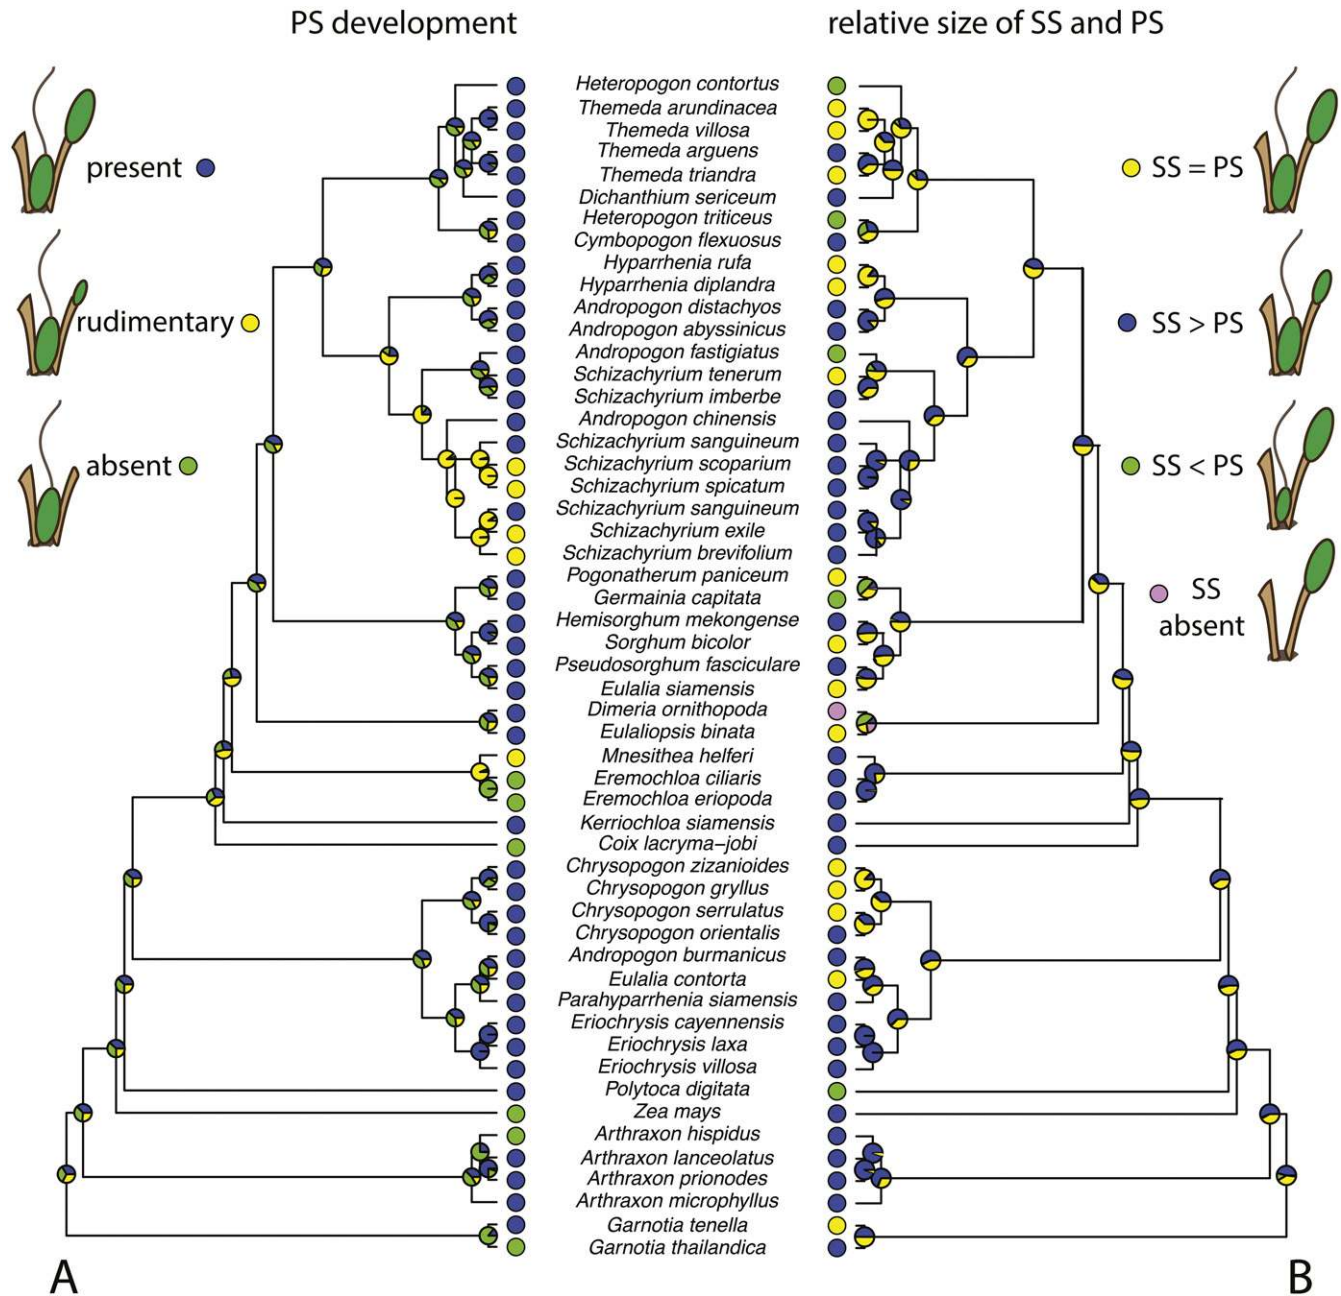 PS development
relative size of SS and PS
present
rudimentary
absent
Heteropogon contortus
Themeda arundinacea
Themeda villosa
Themeda arguens
Themeda triandra
Dichanthium sericeum
Heteropogon triticeus
Cymbopogon flexuosus
Hyparrhenia rufa
Hyparrhenia diplandra
Andropogon distachyos
Andropogon abyssinicus
Andropogon fastigiatus
Schizachyrium tenerum
Schizachyrium imberbe
Andropogon chinensis
Schizachyrium sanguineum
Schizachyrium scoparium
Schizachyrium spicatum
Schizachyrium sanguineum
Schizachyrium exile
Schizachyrium brevifolium
Pogonatherum paniceum
Germainia capitata
Hemisorghum mekongense
Sorghum bicolor
Pseudosorghum fasciculare
Eulalia siamensis
Dimeria ornithopoda
Eulaliopsis binata
Mnesithea helferi
Eremochloa ciliaris
Eremochloa eriopoda
Kerriochloa siamensis
Coix lacryma–jobi
Chrysopogon zizanioides
Chrysopogon gryllus
Chrysopogon serrulatus
Chrysopogon orientalis
Andropogon burmanicus
Eulalia contorta
Parahyparrhenia siamensis
Eriochrysis cayennensis
Eriochrysis laxa
Eriochrysis villosa
Polytoca digitata
Zea mays
Arthraxon hispidus
Arthraxon lanceolatus
Arthraxon prionodes
Arthraxon microphyllus
Garnotia tenella
Garnotia thailandica
SS = PS
SS > PS
SS < PS
SS
absent
A
B